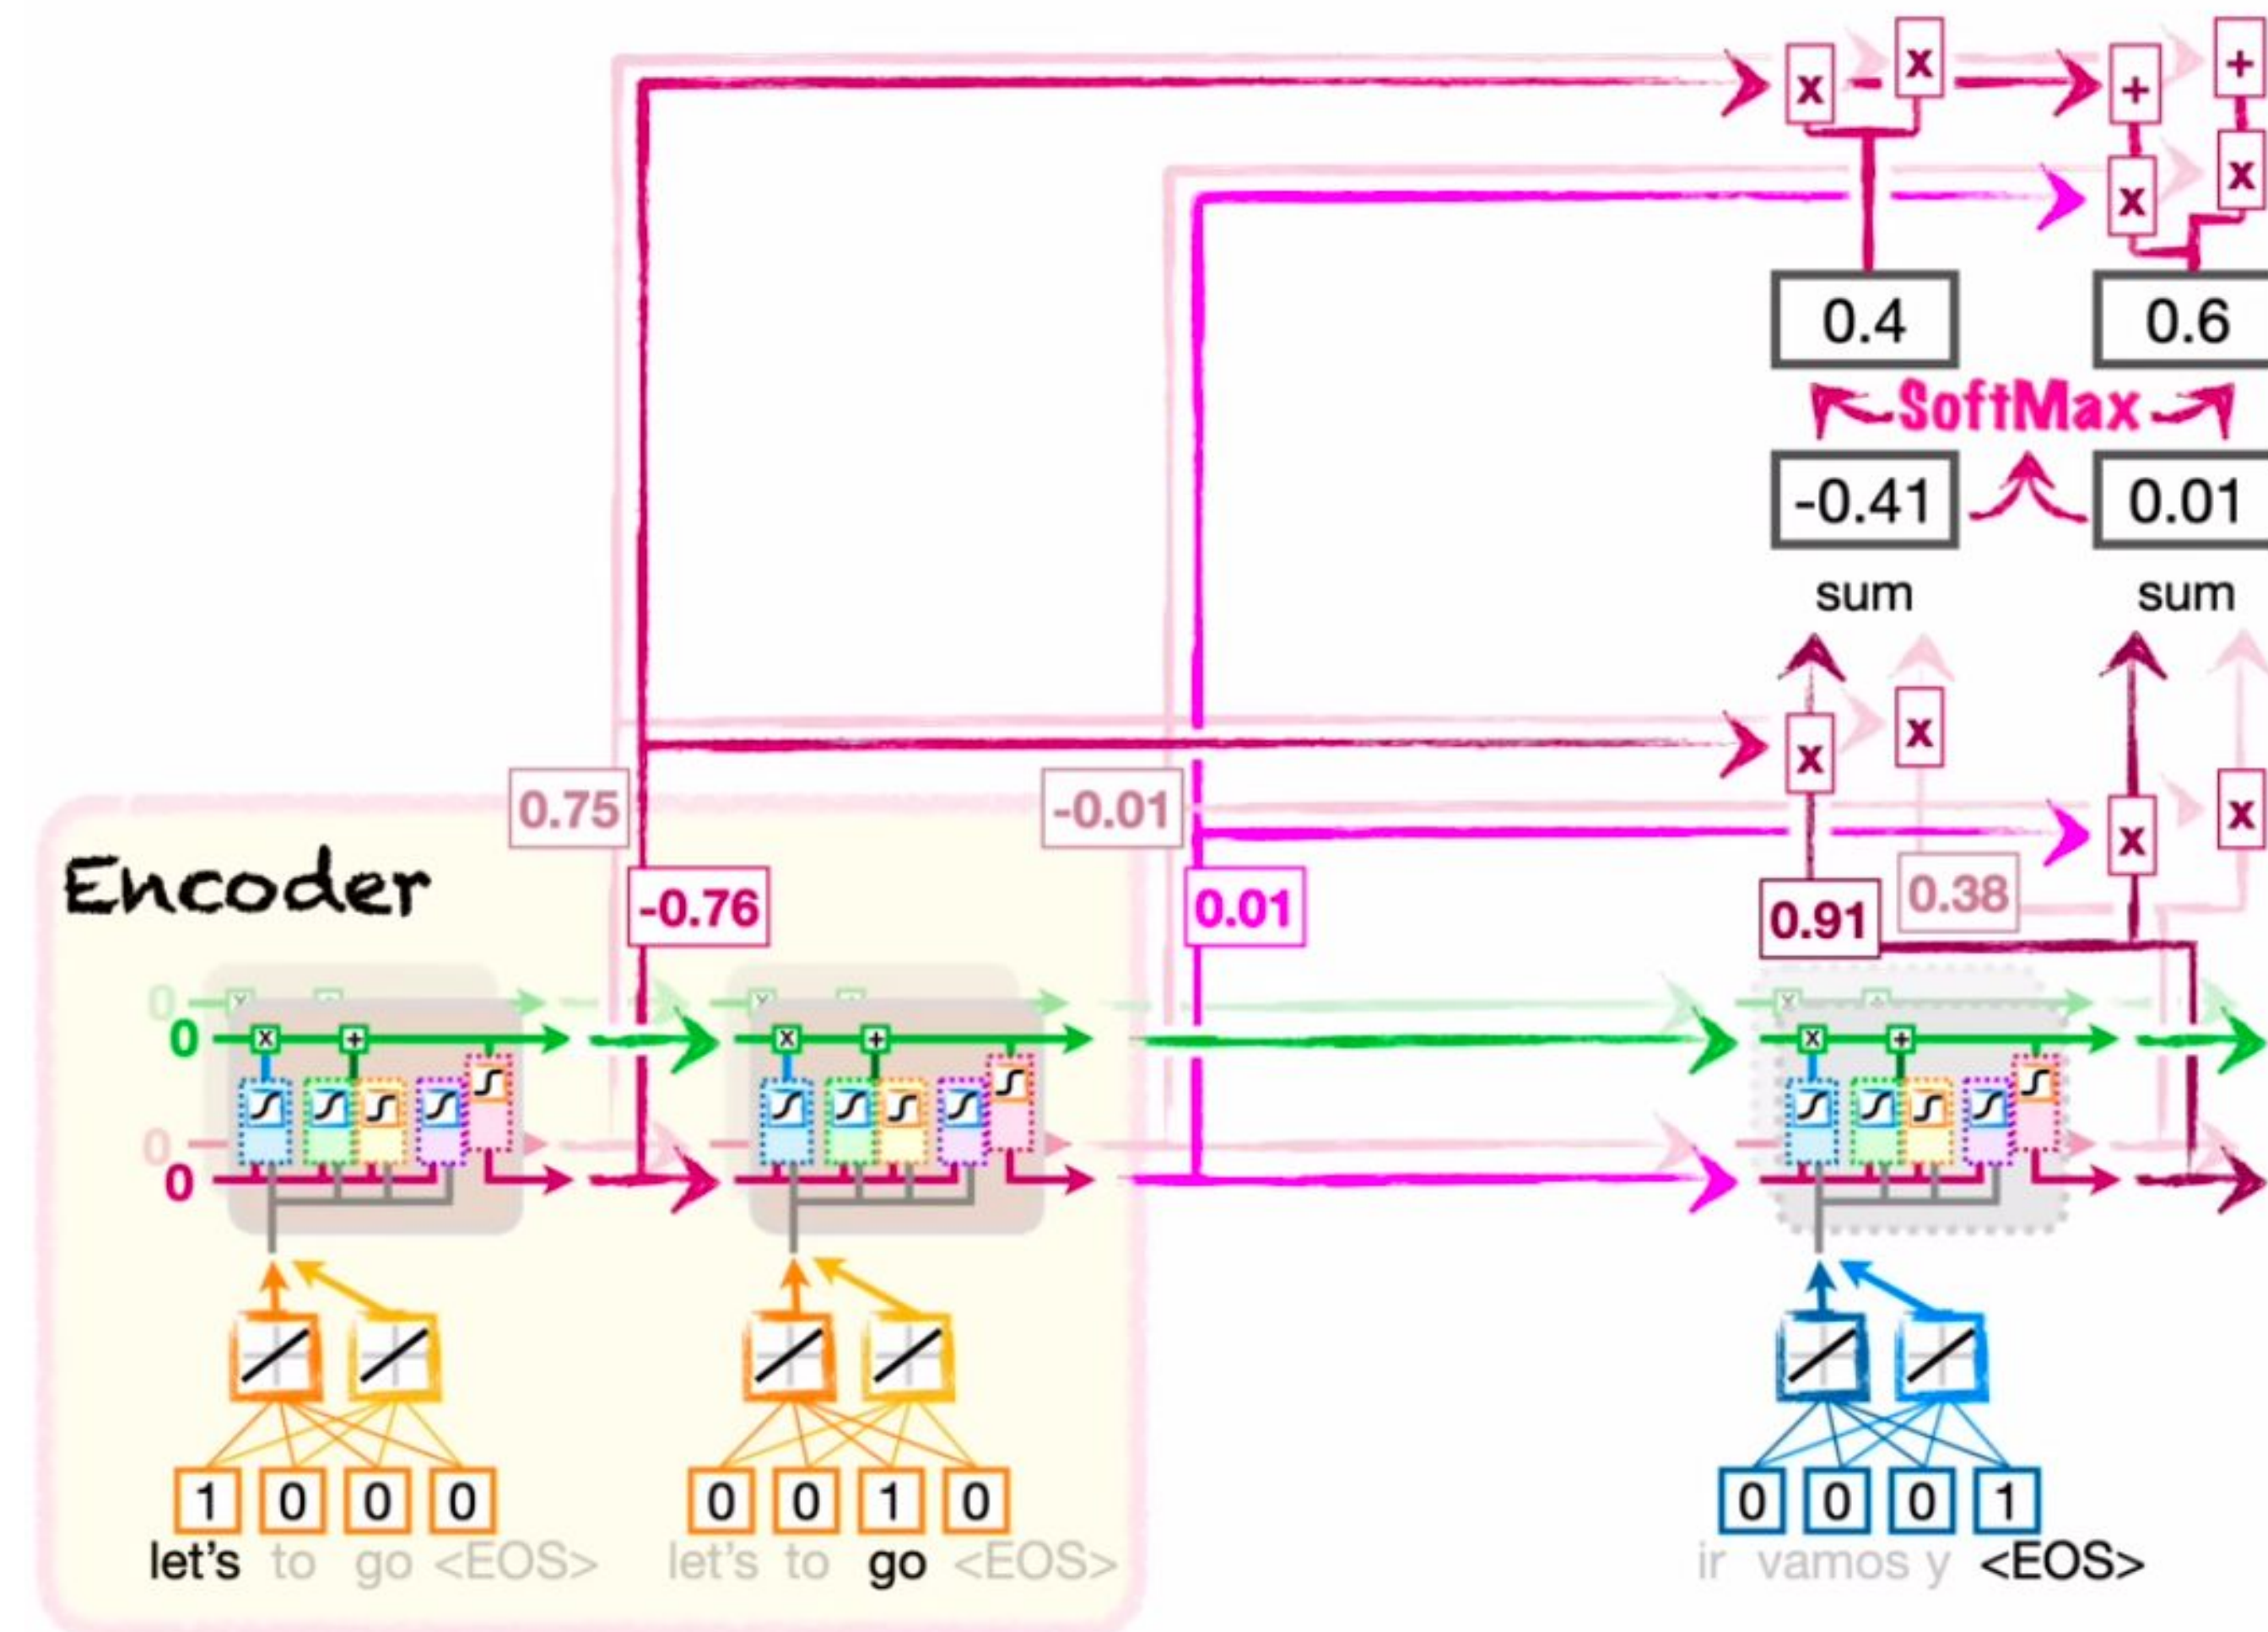 x x + +
x x
0.4 0.6
SoftMax
-0.41 0.01
sum sum
x x
0.75 -0.01 x x
Encoder -0.76 0.01 0.91 0.38
0 x + x + x +
0 x + x + x +
0
0
1 0 0 0 0 0 1 0 0 0 0 1
let's to go <EOS> let's to go <EOS> ir vamos y <EOS>